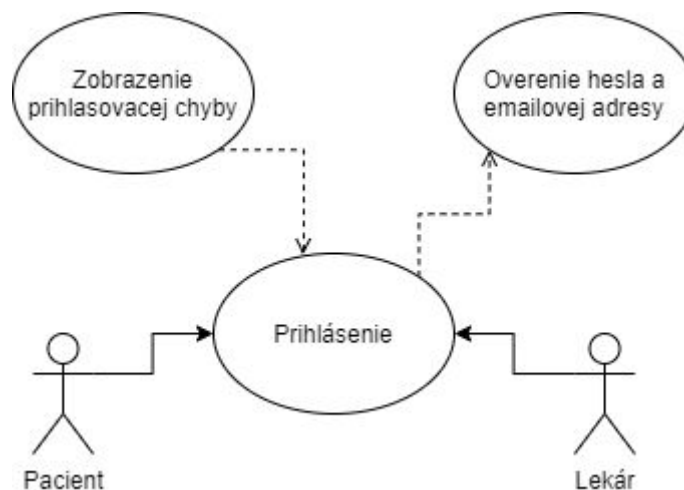 Zobrazenie
prihlasovacej chyby
Overenie hesla a
emailovej adresy
Prihlásenie
Pacient
Lekár